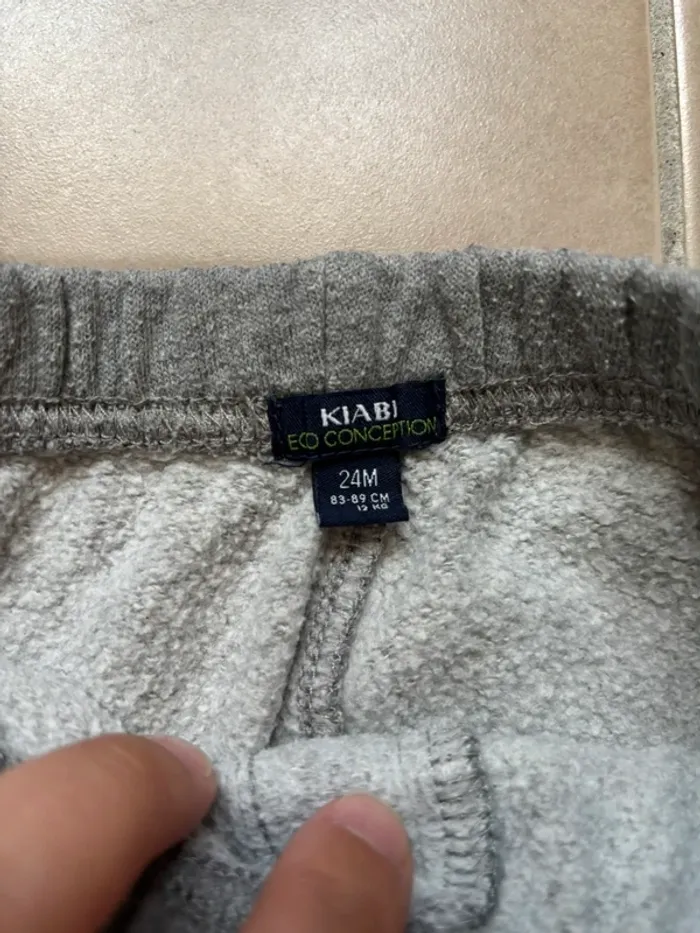 KIABI
ECO CONCEPTION
24M
83-89 CM
12 KG